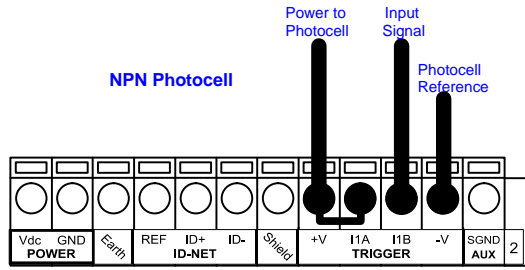 Power to
Photocell
Input
Signal
NPN Photocell
Photocell
Reference
Vdc GND Earth REF ID+ ID- Shield +V I1A I1B -V SGND 2
POWER ID-NET TRIGGER AUX